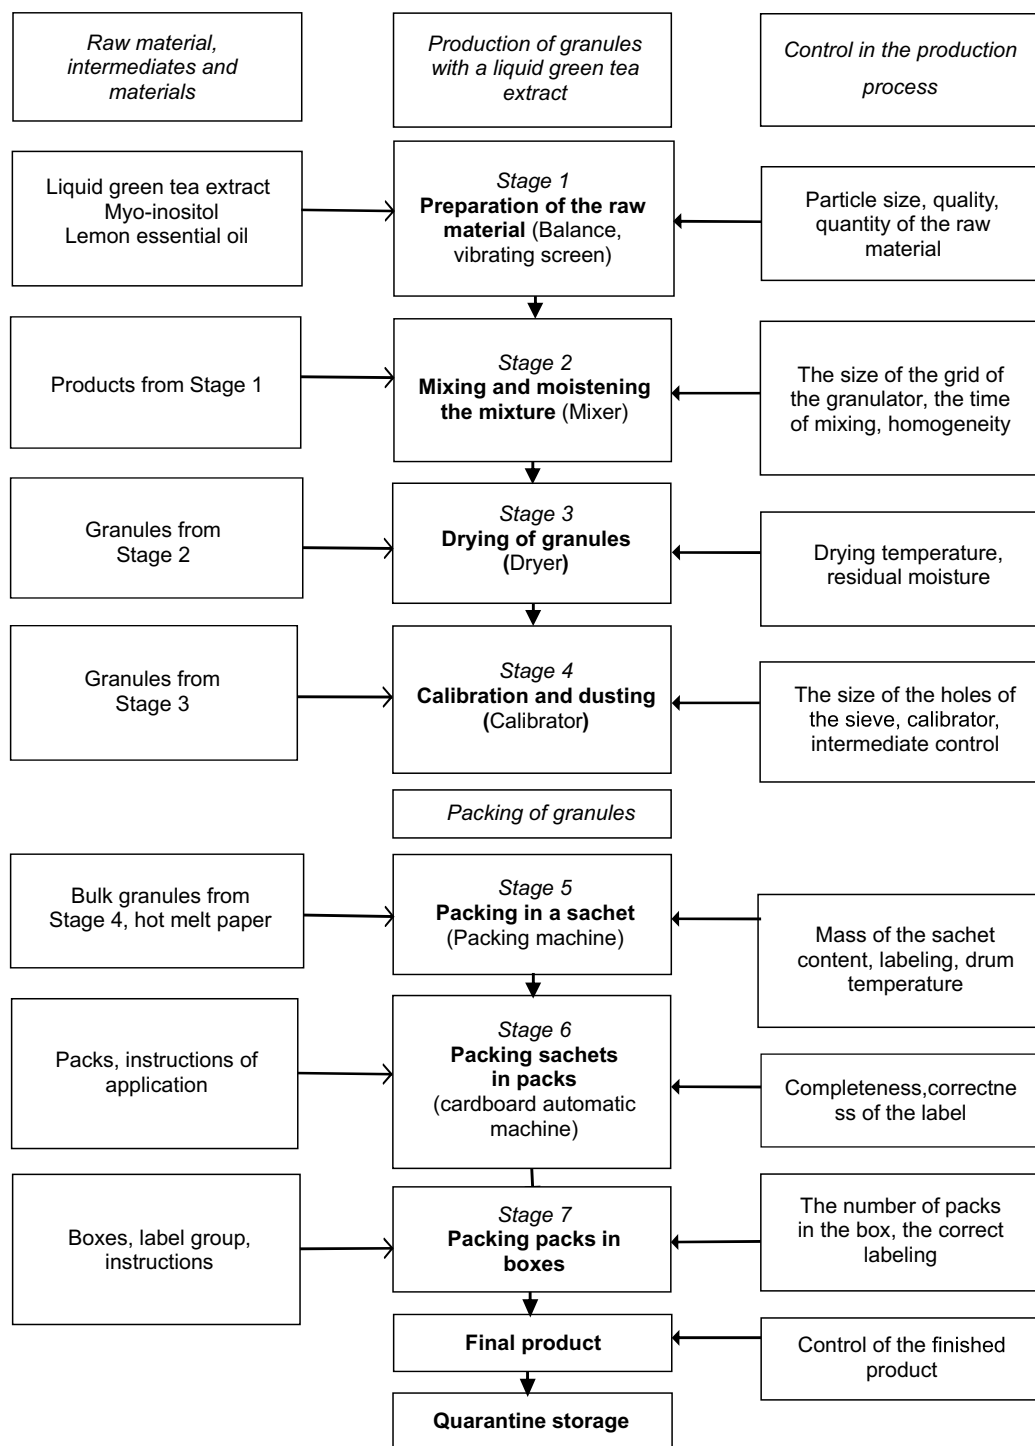 Raw material,
intermediates and
materials
Production of granules
with a liquid green tea
extract
Control in the production
process
Liquid green tea extract
Myo-inositol
Lemon essential oil
Stage 1
Preparation of the raw
material (Balance,
vibrating screen)
Particle size, quality,
quantity of the raw
material
Products from Stage 1
Stage 2
Mixing and moistening
the mixture (Mixer)
The size of the grid of
the granulator, the time
of mixing, homogeneity
Granules from
Stage 2
Stage 3
Drying of granules
(Dryer)
Drying temperature,
residual moisture
Granules from
Stage 3
Stage 4
Calibration and dusting
(Calibrator)
The size of the holes of
the sieve, calibrator,
intermediate control
Packing of granules
Bulk granules from
Stage 4, hot melt paper
Stage 5
Packing in a sachet
(Packing machine)
Mass of the sachet
content, labeling, drum
temperature
Packs, instructions of
application
Stage 6
Packing sachets
in packs
(cardboard automatic
machine)
Completeness,correctne
ss of the label
Boxes, label group,
instructions
Stage 7
Packing packs in
boxes
The number of packs
in the box, the correct
labeling
Final product
Control of the finished
product
Quarantine storage